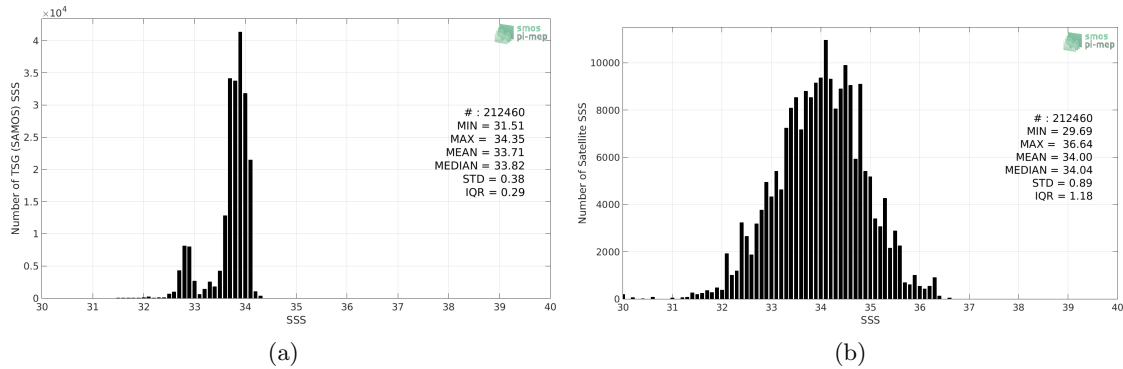 ×10⁴
4
3.5
3
2.5
2
1.5
1
0.5
0
Number of TSG (SAMOS) SSS
30 31 32 33 34 35 36 37 38 39 40
SSS
smos
pi-mep
# : 212460
MIN = 31.51
MAX = 34.35
MEAN = 33.71
MEDIAN = 33.82
STD = 0.38
IQR = 0.29
(a)
10000
8000
6000
4000
2000
0
Number of Satellite SSS
30 31 32 33 34 35 36 37 38 39 40
SSS
smos
pi-mep
# : 212460
MIN = 29.69
MAX = 36.64
MEAN = 34.00
MEDIAN = 34.04
STD = 0.89
IQR = 1.18
(b)